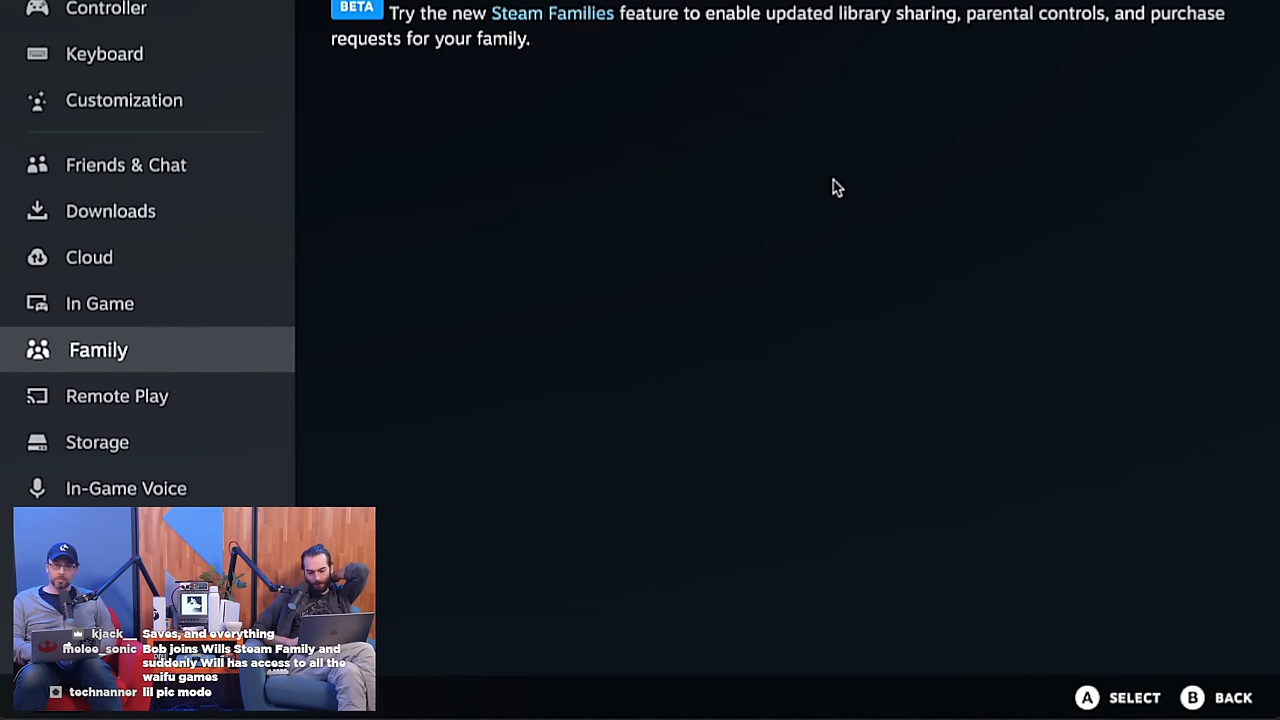 Controller
Keyboard
Customization
Friends & Chat
Downloads
Cloud
In Game
Family
Remote Play
Storage
In-Game Voice
BETA Try the new Steam Families feature to enable updated library sharing, parental controls, and purchase
requests for your family.
kjack__ Saves, and everything
melee_sonic Bob joins Wills Steam Family and
suddenly Will has access to all the
waifu games
technanner lil pic mode
A SELECT B BACK